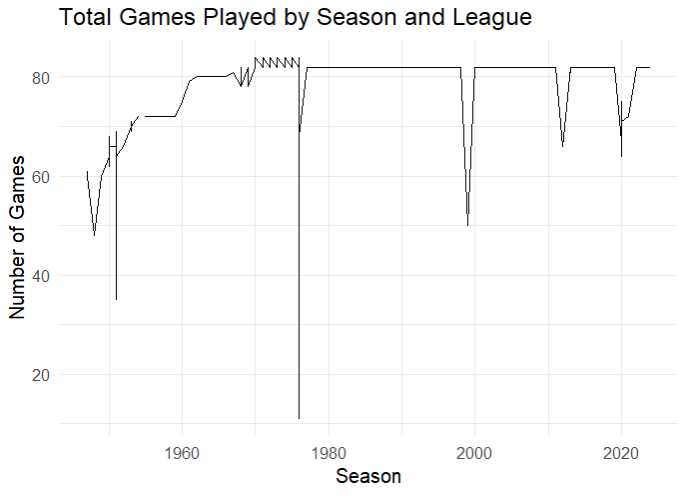 Total Games Played by Season and League
Number of Games
80
60
40
20
1960 1980 2000 2020
Season